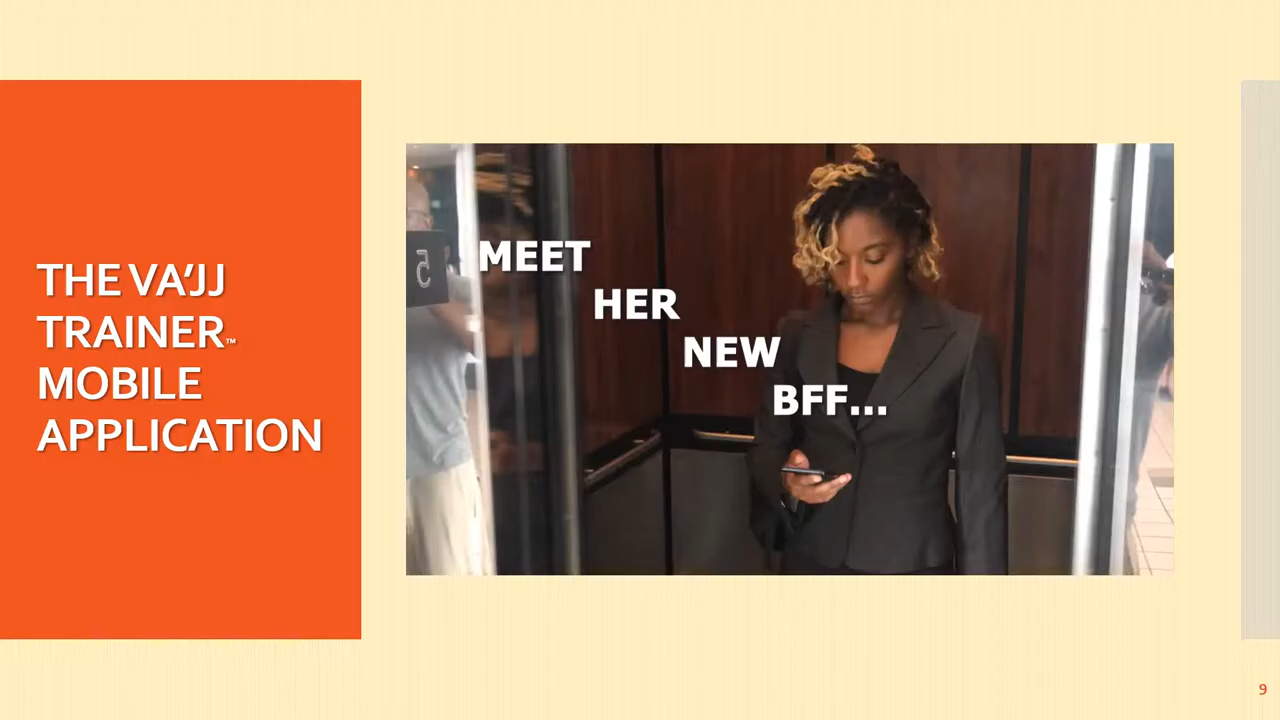 THE VA'JJ
TRAINER™
MOBILE
APPLICATION
MEET
HER
NEW
BFF...
5
9